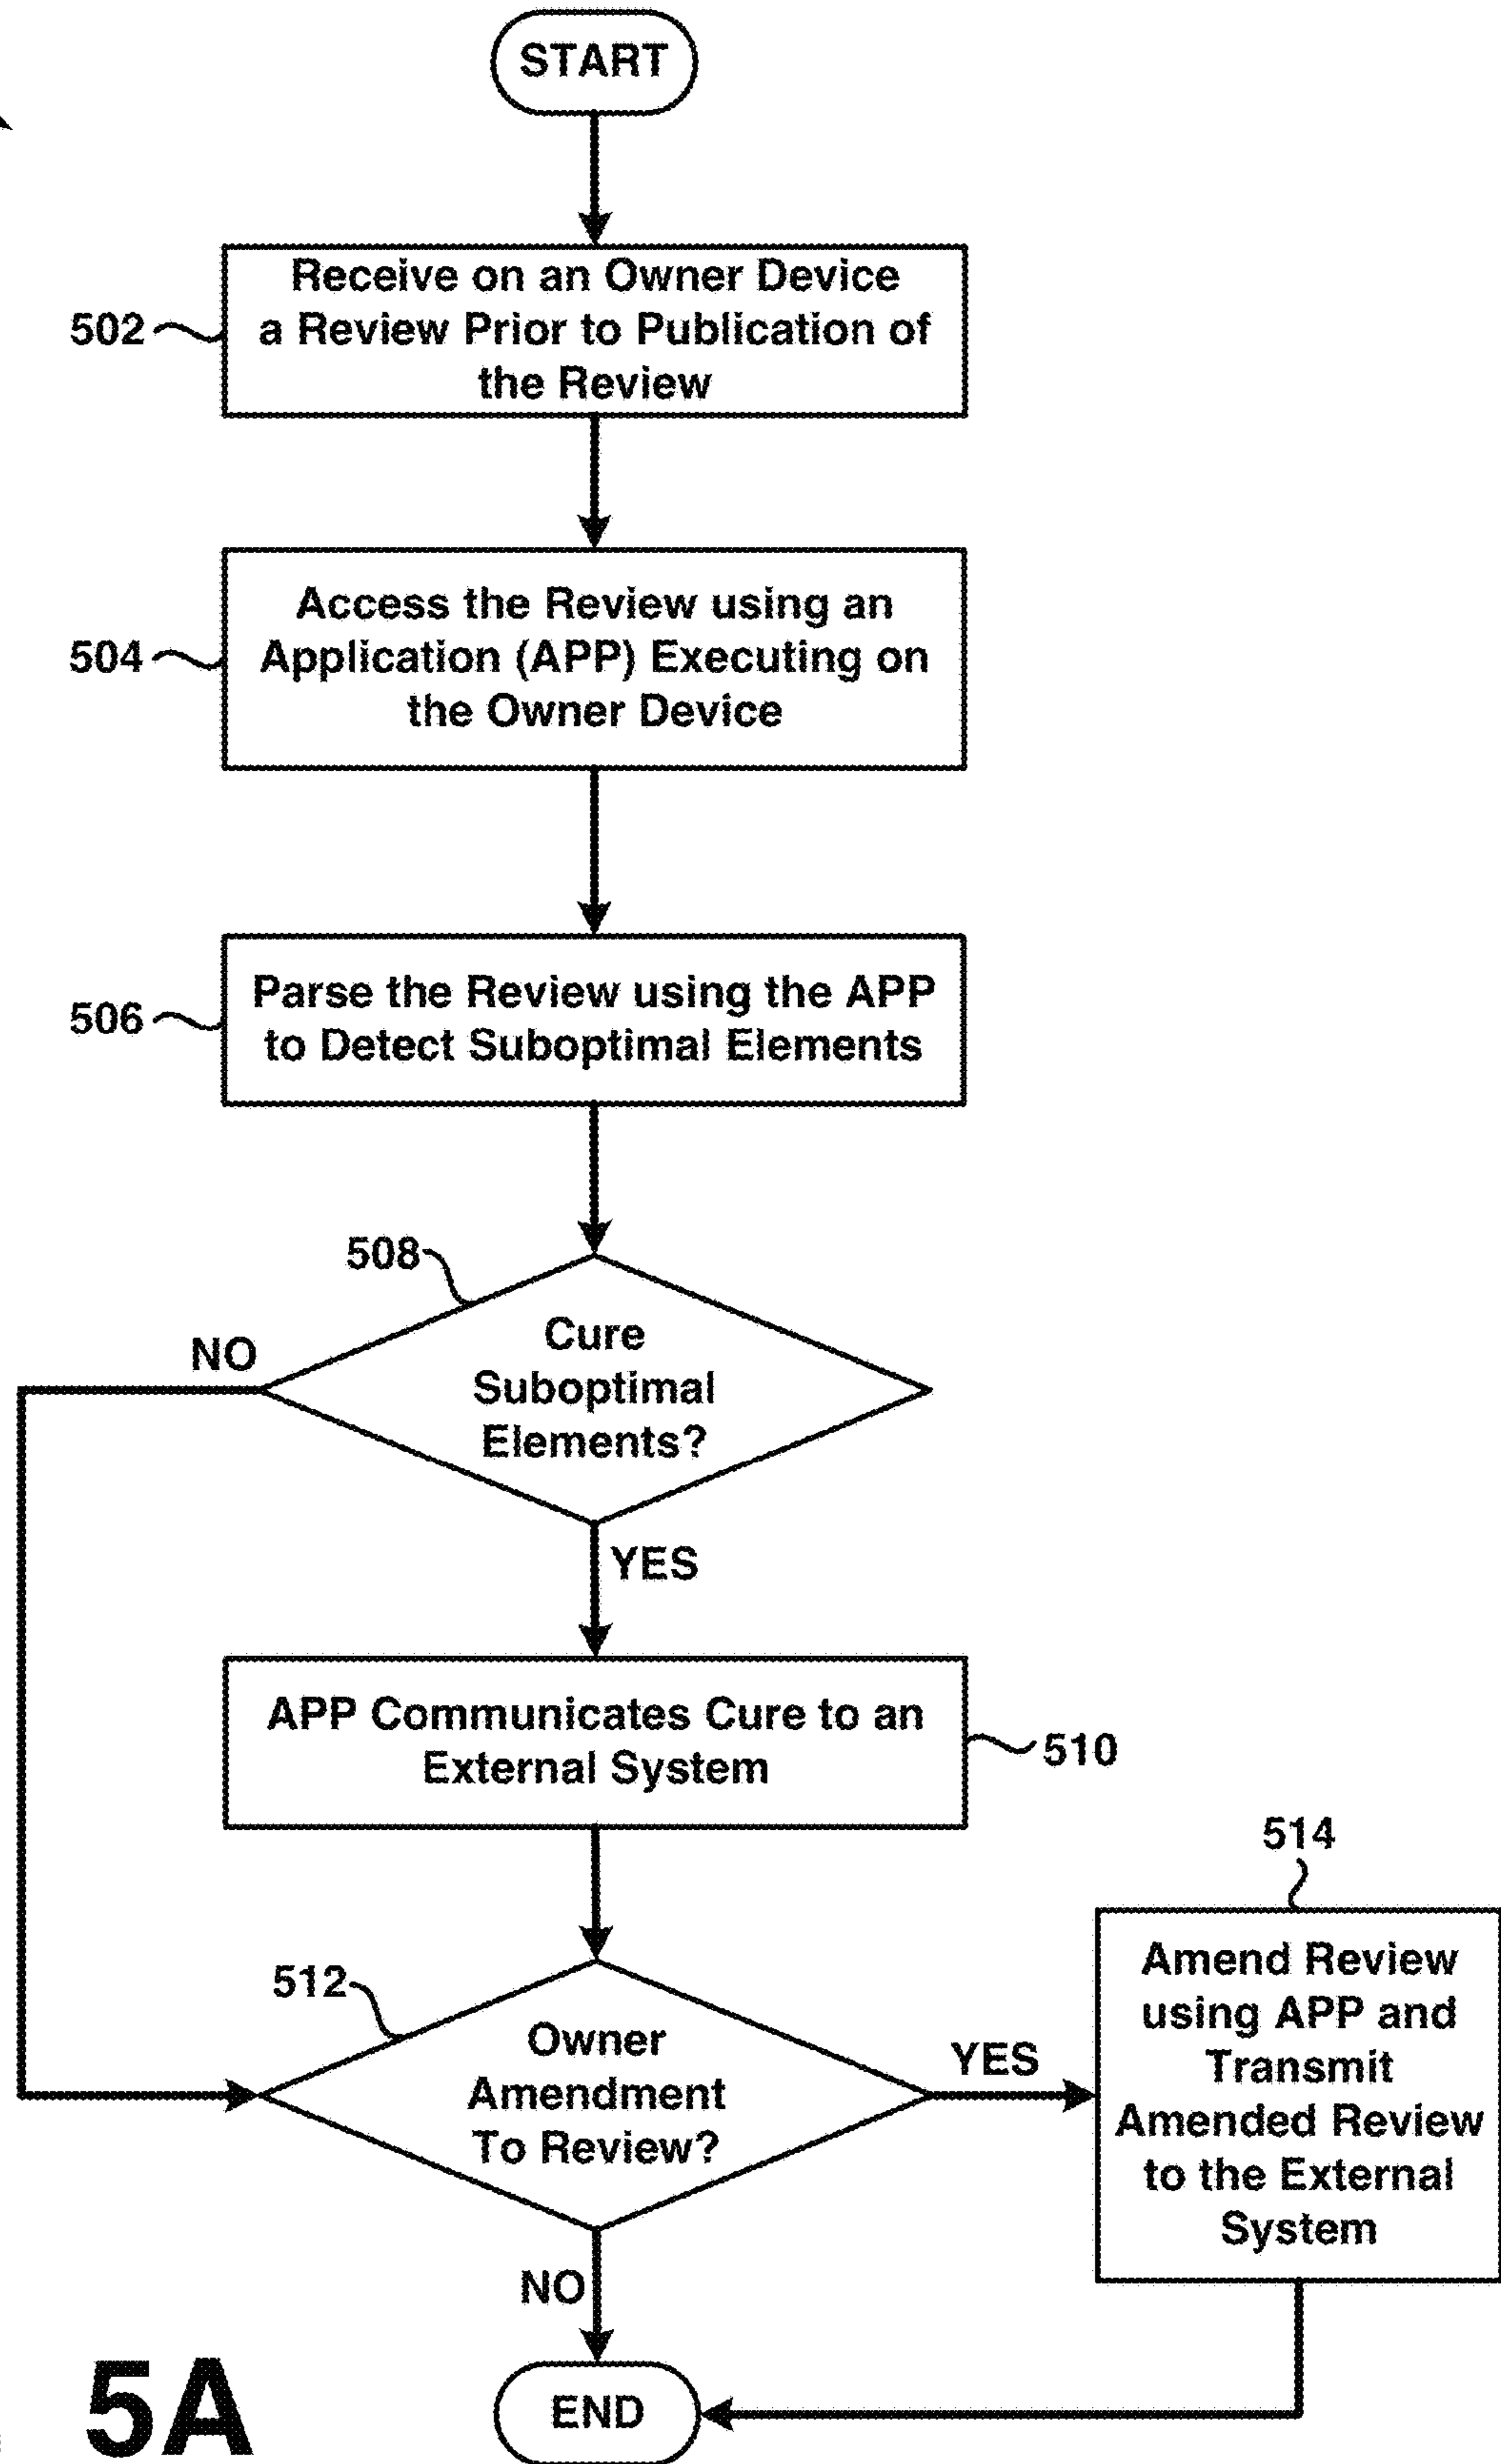 START
Receive on an Owner Device
a Review Prior to Publication of
the Review
502
Access the Review using an
Application (APP) Executing on
the Owner Device
504
Parse the Review using the APP
to Detect Suboptimal Elements
506
508
Cure
Suboptimal
Elements?
NO
YES
APP Communicates Cure to an
External System
510
512
Owner
Amendment
To Review?
YES
514
Amend Review
using APP and
Transmit
Amended Review
to the External
System
NO
END
5A